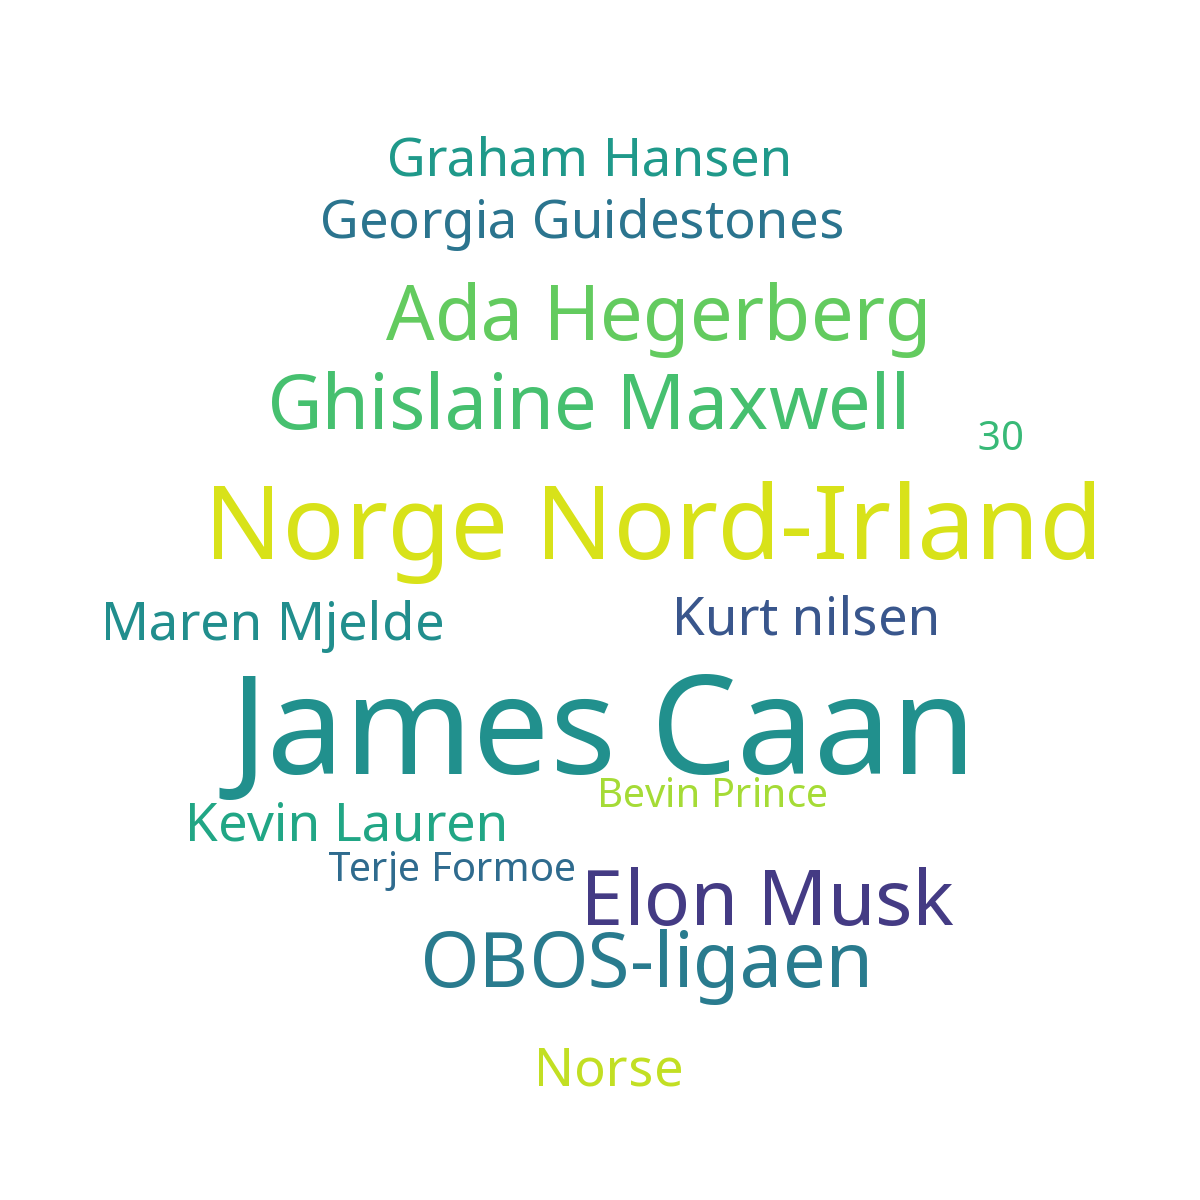 Graham Hansen
Georgia Guidestones
Ada Hegerberg
Ghislaine Maxwell
30
Norge Nord-Irland
Maren Mjelde
Kurt nilsen
James Caan
Bevin Prince
Kevin Lauren
Terje Formoe
Elon Musk
OBOS-ligaen
Norse